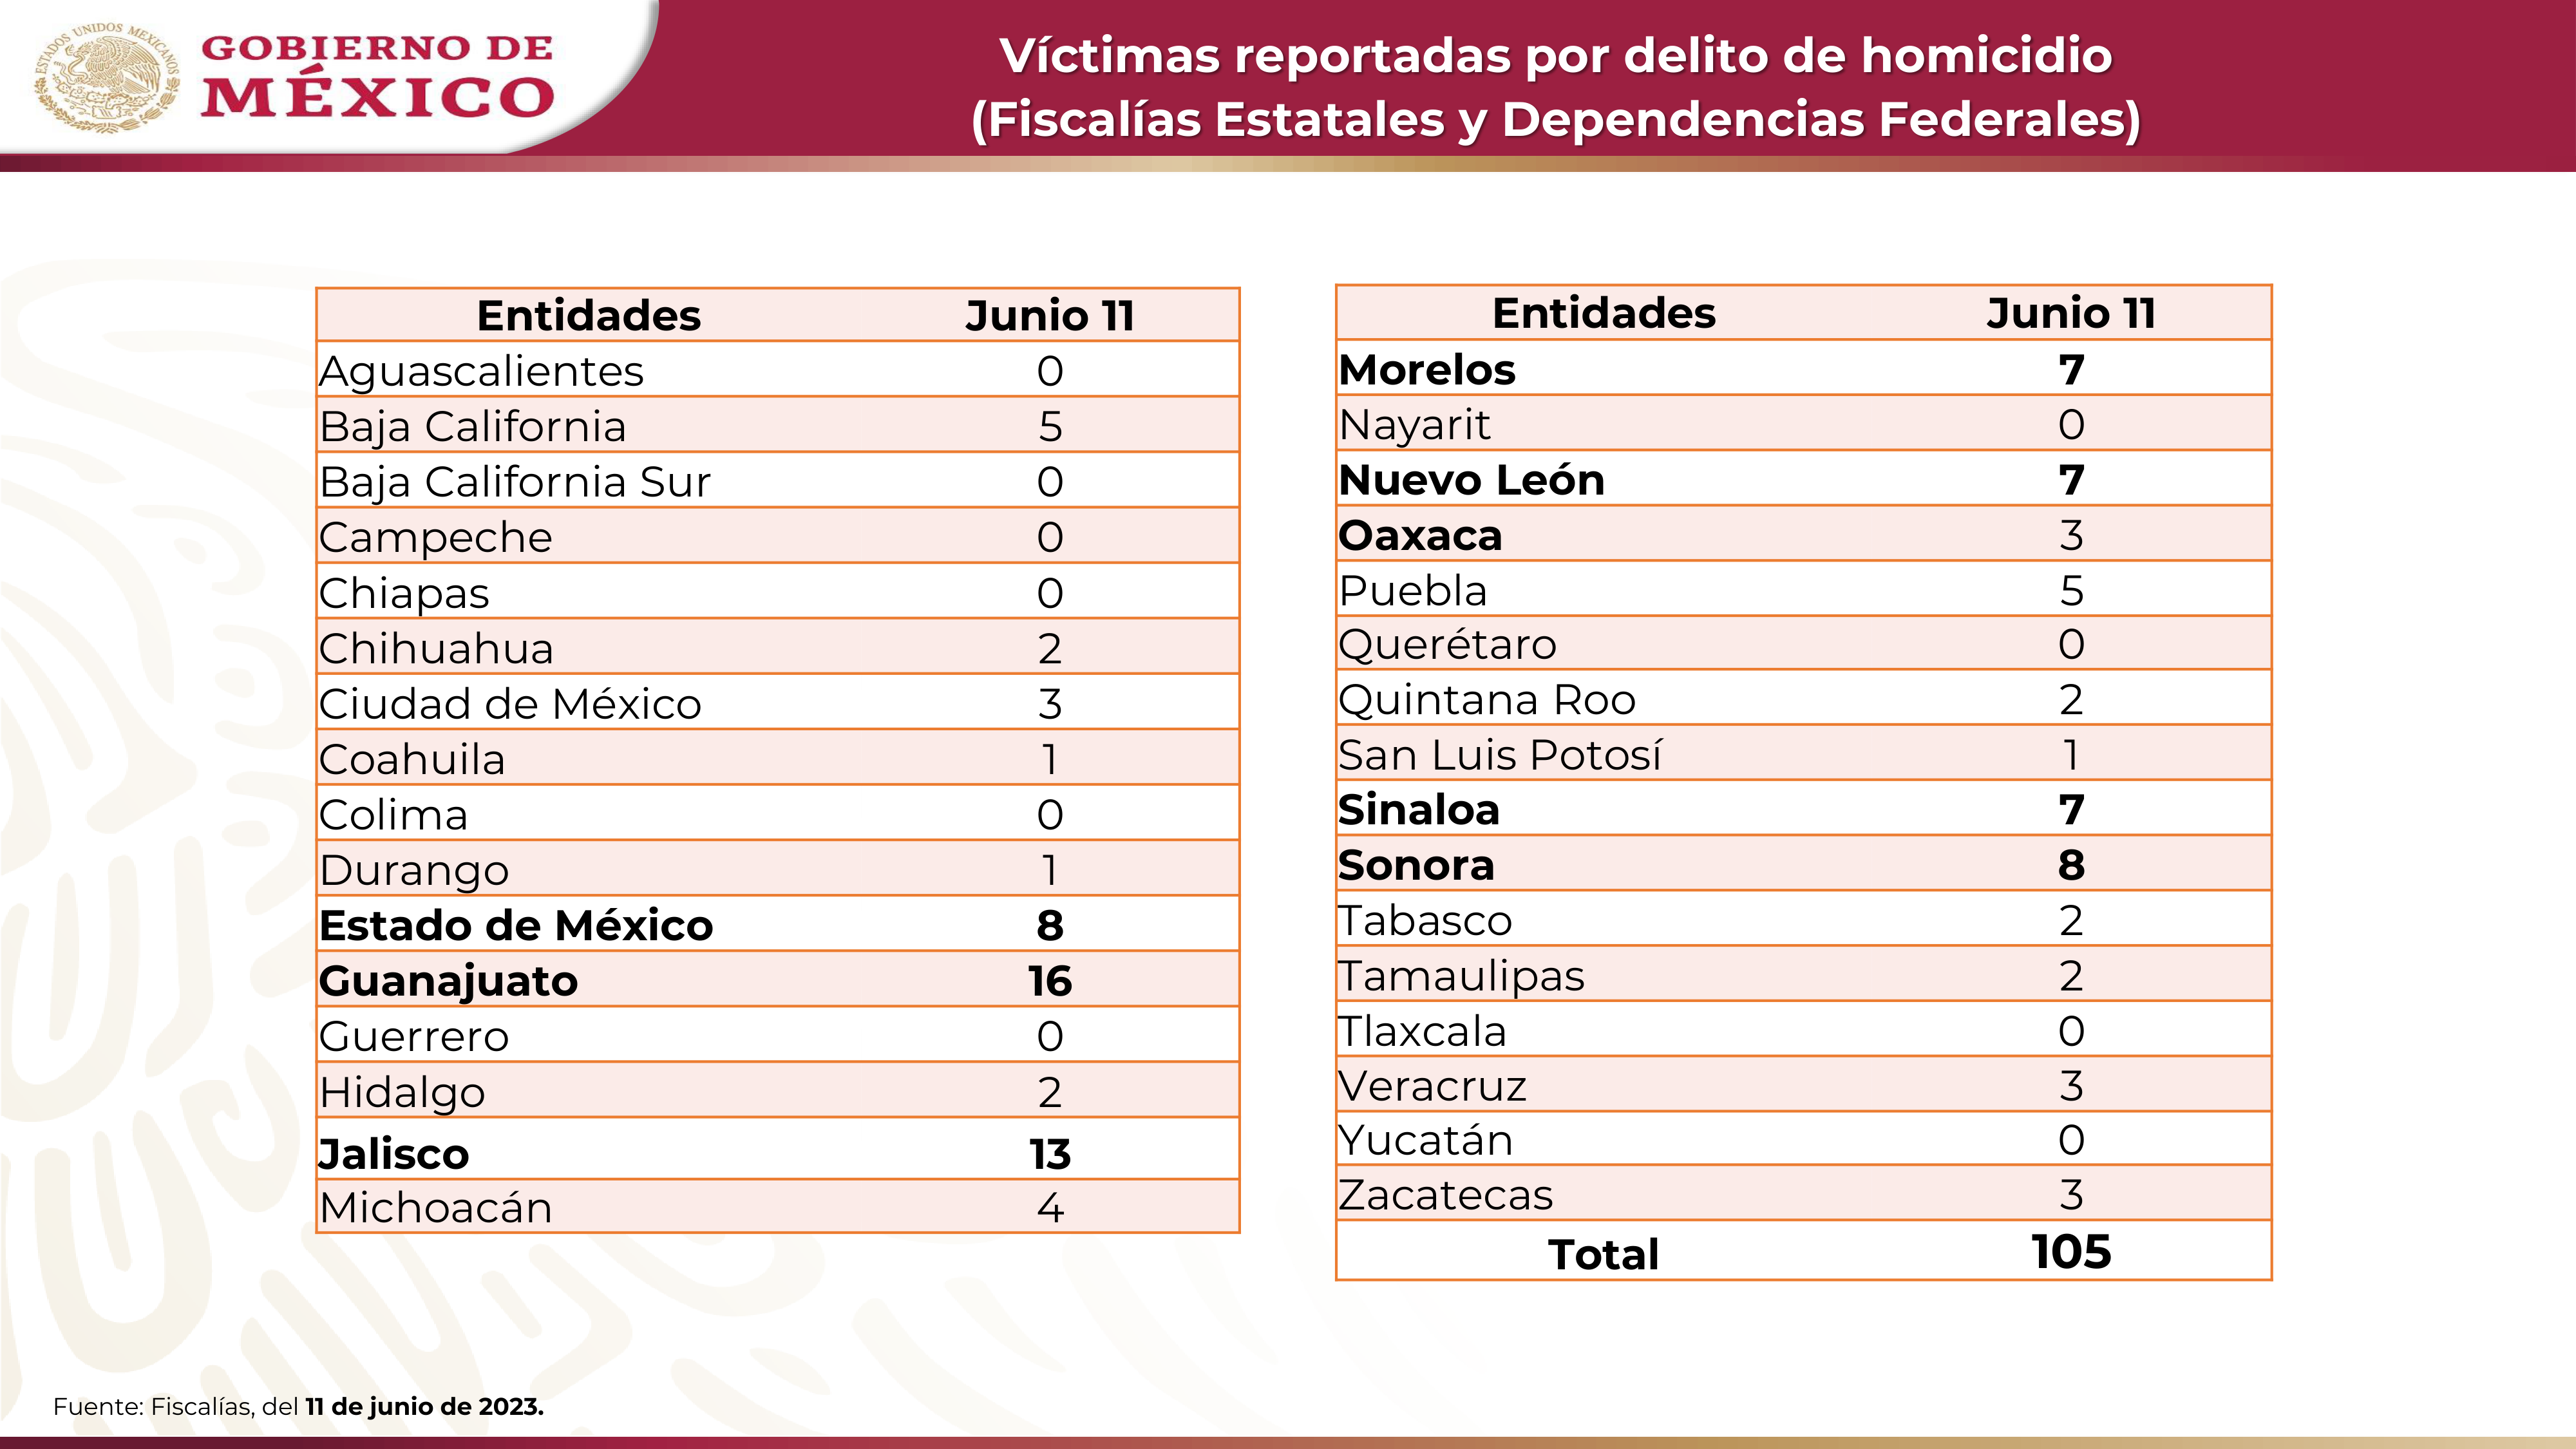 ESTADOS UNIDOS MEXICANOS
GOBIERNO DE
MÉXICO
Víctimas reportadas por delito de homicidio
(Fiscalías Estatales y Dependencias Federales)
Entidades Junio 11
Aguascalientes 0
Baja California 5
Baja California Sur 0
Campeche 0
Chiapas 0
Chihuahua 2
Ciudad de México 3
Coahuila 1
Colima 0
Durango 1
Estado de México 8
Guanajuato 16
Guerrero 0
Hidalgo 2
Jalisco 13
Michoacán 4
Entidades Junio 11
Morelos 7
Nayarit 0
Nuevo León 7
Oaxaca 3
Puebla 5
Querétaro 0
Quintana Roo 2
San Luis Potosí 1
Sinaloa 7
Sonora 8
Tabasco 2
Tamaulipas 2
Tlaxcala 0
Veracruz 3
Yucatán 0
Zacatecas 3
Total 105
Fuente: Fiscalías, del 11 de junio de 2023.